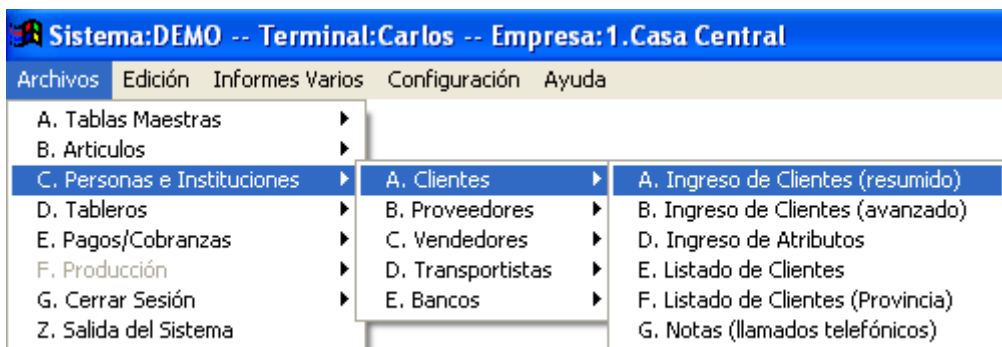 Sistema:DEMO -- Terminal:Carlos -- Empresa:1.Casa Central
Archivos Edición Informes Varios Configuración Ayuda
A. Tablas Maestras
B. Articulos
C. Personas e Instituciones
D. Tableros
E. Pagos/Cobranzas
F. Producción
G. Cerrar Sesión
Z. Salida del Sistema
A. Clientes
B. Proveedores
C. Vendedores
D. Transportistas
E. Bancos
A. Ingreso de Clientes (resumido)
B. Ingreso de Clientes (avanzado)
D. Ingreso de Atributos
E. Listado de Clientes
F. Listado de Clientes (Provincia)
G. Notas (llamados telefónicos)